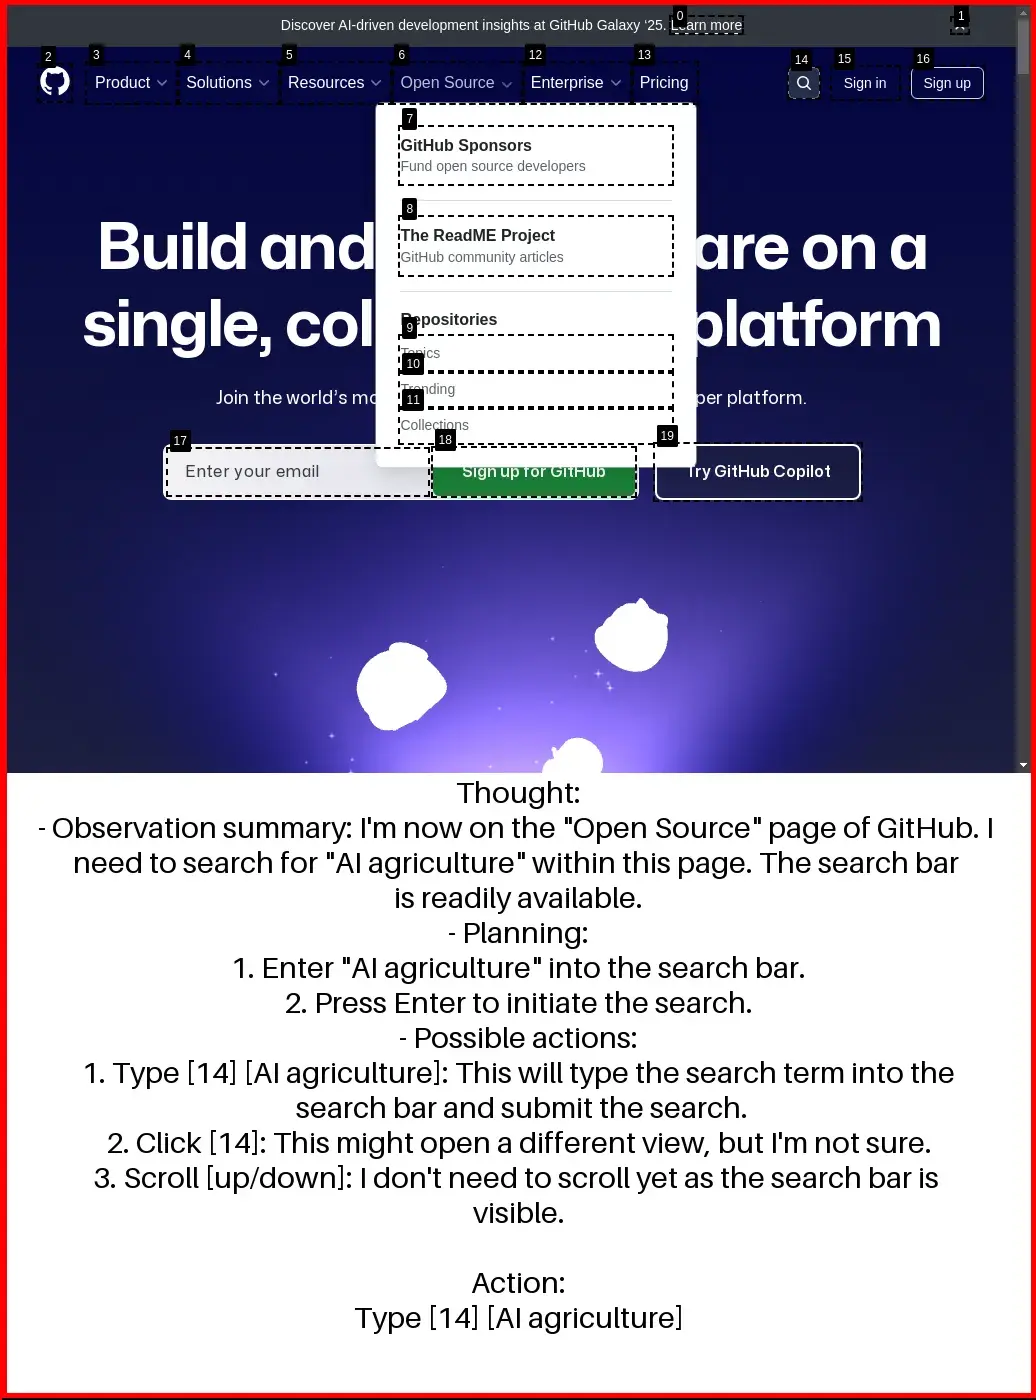 Discover AI-driven development insights at GitHub Galaxy '25. Learn more
0
1
2
3
4
5
6
12
13
14
15
16
Product
Solutions
Resources
Open Source
Enterprise
Pricing
Sign in
Sign up
7
GitHub Sponsors
Fund open source developers
8
The ReadME Project
GitHub community articles
Repositories
9
Topics
10
Trending
11
Collections
Build and are on a
single, col platform
Join the world's mo per platform.
17
18
19
Enter your email
Sign up for GitHub
Try GitHub Copilot
Thought:
- Observation summary: I'm now on the "Open Source" page of GitHub. I
need to search for "AI agriculture" within this page. The search bar
is readily available.
- Planning:
1. Enter "AI agriculture" into the search bar.
2. Press Enter to initiate the search.
- Possible actions:
1. Type [14] [AI agriculture]: This will type the search term into the
search bar and submit the search.
2. Click [14]: This might open a different view, but I'm not sure.
3. Scroll [up/down]: I don't need to scroll yet as the search bar is
visible.
Action:
Type [14] [AI agriculture]